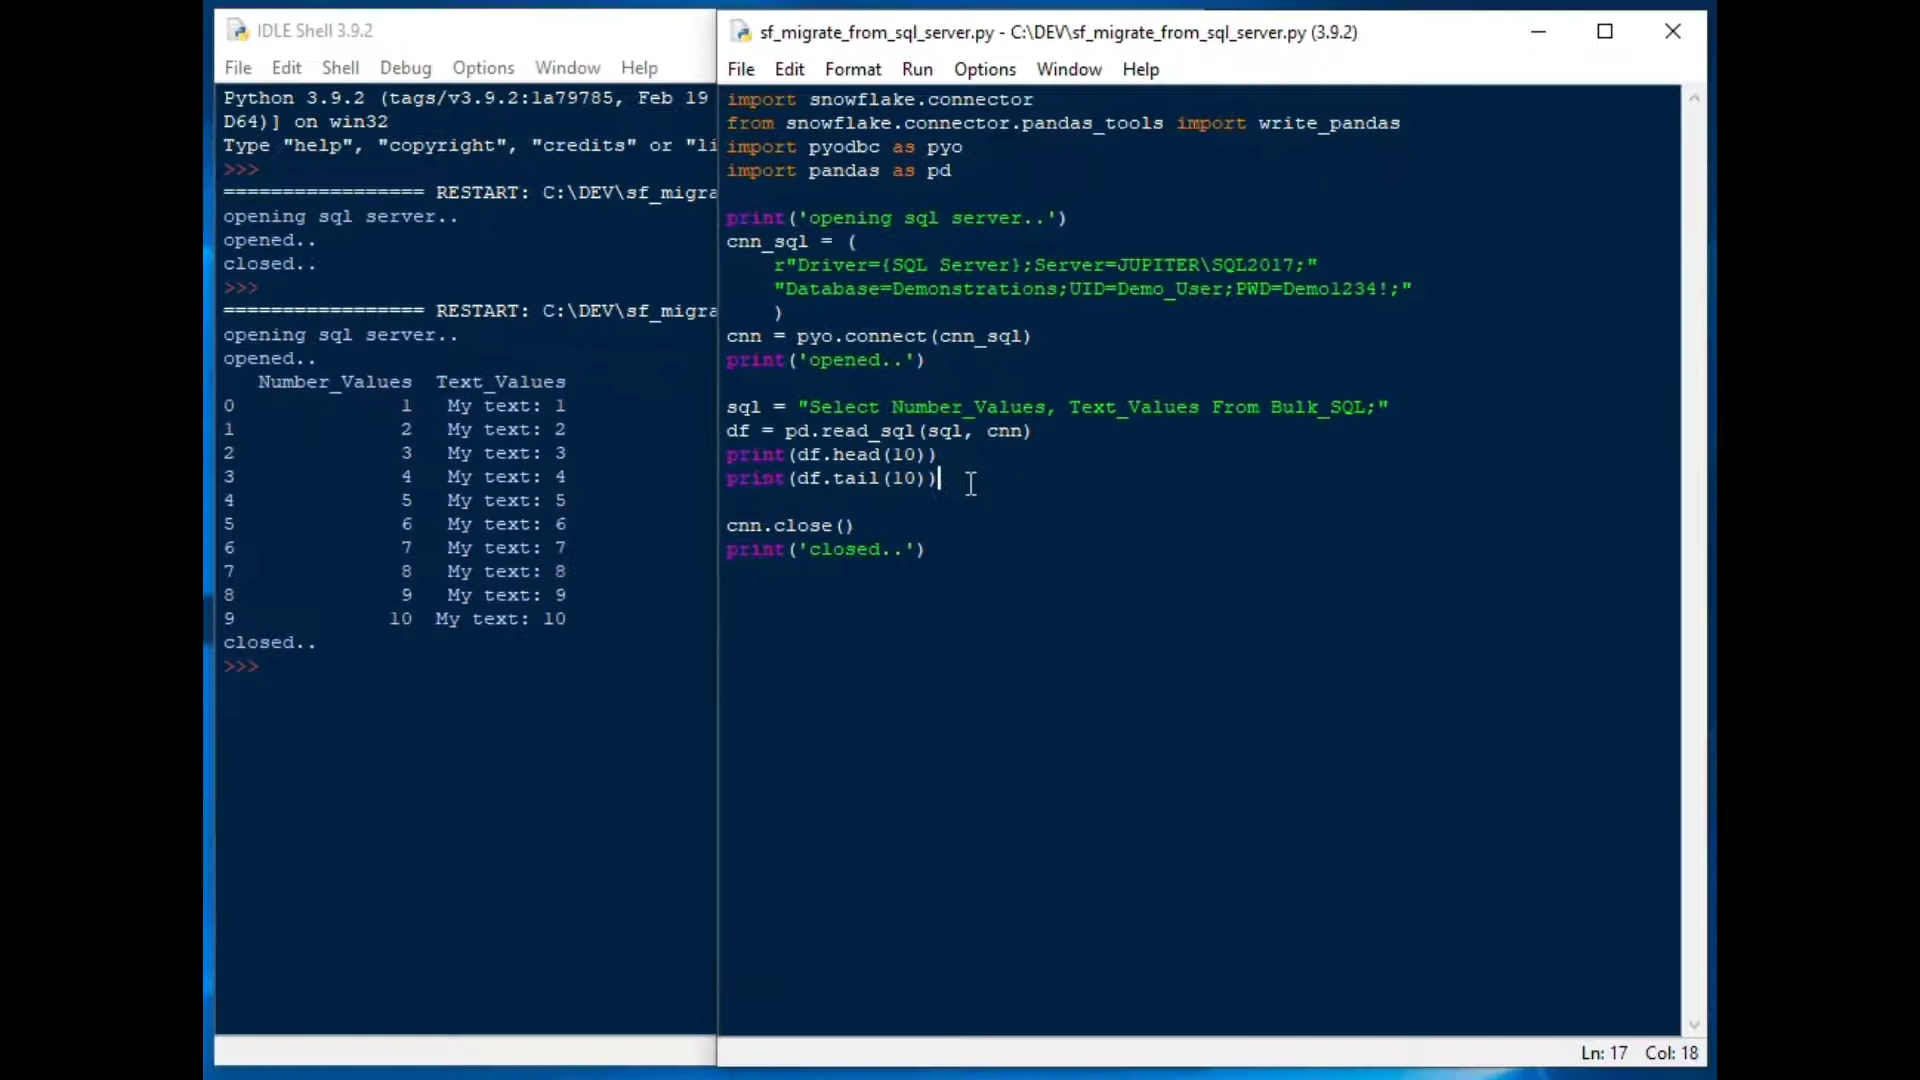 IDLE Shell 3.9.2
File Edit Shell Debug Options Window Help
Python 3.9.2 (tags/v3.9.2:1a79785, Feb 19
D64)] on win32
Type "help", "copyright", "credits" or "li
>>>
================= RESTART: C:\DEV\sf_migra
opening sql server..
opened..
closed..
>>>
================= RESTART: C:\DEV\sf_migra
opening sql server..
opened..
Number_Values Text_Values
0 1 My text: 1
1 2 My text: 2
2 3 My text: 3
3 4 My text: 4
4 5 My text: 5
5 6 My text: 6
6 7 My text: 7
7 8 My text: 8
8 9 My text: 9
9 10 My text: 10
closed..
>>>
sf_migrate_from_sql_server.py - C:\DEV\sf_migrate_from_sql_server.py (3.9.2)
File Edit Format Run Options Window Help
import snowflake.connector
from snowflake.connector.pandas_tools import write_pandas
import pyodbc as pyo
import pandas as pd
print('opening sql server..')
cnn_sql = (
r"Driver={SQL Server};Server=JUPITER\SQL2017;"
"Database=Demonstrations;UID=Demo_User;PWD=Demo1234!;"
)
cnn = pyo.connect(cnn_sql)
print('opened..')
sql = "Select Number_Values, Text_Values From Bulk_SQL;"
df = pd.read_sql(sql, cnn)
print(df.head(10))
print(df.tail(10))
cnn.close()
print('closed..')
Ln: 17 Col: 18